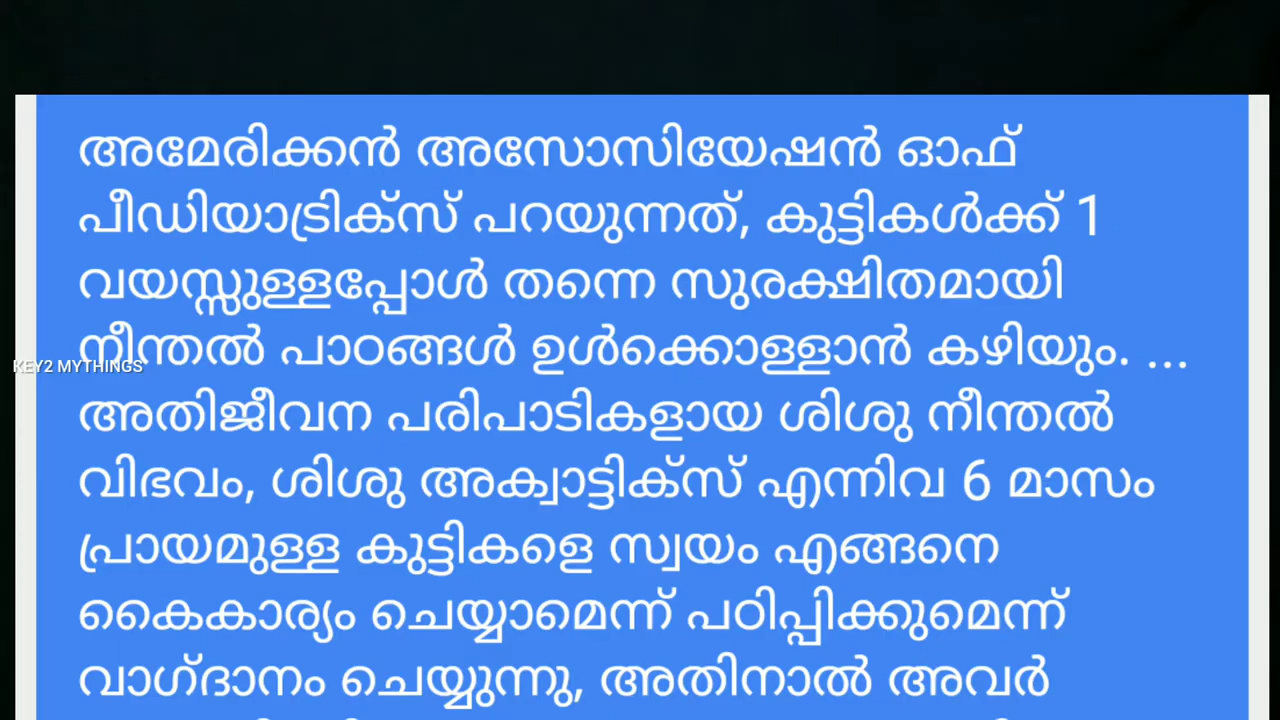 അമേരിക്കൻ അസോസിയേഷൻ ഓഫ്
പീഡിയാട്രിക്സ് പറയുന്നത്, കുട്ടികൾക്ക് 1
വയസ്സുള്ളപ്പോൾ തന്നെ സുരക്ഷിതമായി
നീന്തൽ പാഠങ്ങൾ ഉൾക്കൊള്ളാൻ കഴിയും. ...
KEY2 MYTHINGS
അതിജീവന പരിപാടികളായ ശിശു നീന്തൽ
വിഭവം, ശിശു അക്വാട്ടിക്സ് എന്നിവ 6 മാസം
പ്രായമുള്ള കുട്ടികളെ സ്വയം എങ്ങനെ
കൈകാര്യം ചെയ്യാമെന്ന് പഠിപ്പിക്കുമെന്ന്
വാഗ്ദാനം ചെയ്യുന്നു, അതിനാൽ അവർ